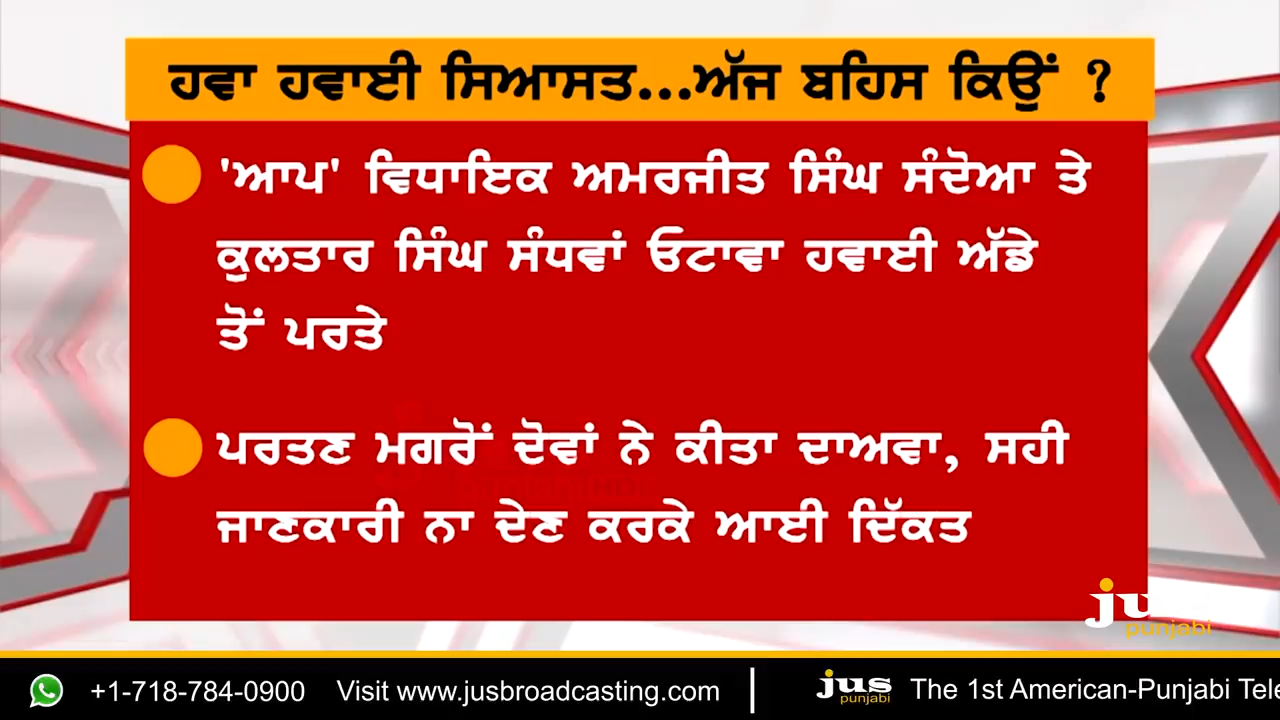 ਹਵਾ ਹਵਾਈ ਸਿਆਸਤ...ਅੱਜ ਬਹਿਸ ਕਿਉਂ ?
'ਆਪ' ਵਿਧਾਇਕ ਅਮਰਜੀਤ ਸਿੰਘ ਸੰਦੋਆ ਤੇ
ਕੁਲਤਾਰ ਸਿੰਘ ਸੰਧਵਾਂ ਓਟਾਵਾ ਹਵਾਈ ਅੱਡੇ
ਤੋਂ ਪਰਤੇ
ਪਰਤਣ ਮਗਰੋਂ ਦੋਵਾਂ ਨੇ ਕੀਤਾ ਦਾਅਵਾ, ਸਹੀ
ਜਾਣਕਾਰੀ ਨਾ ਦੇਣ ਕਰਕੇ ਆਈ ਦਿੱਕਤ
jus
punjabi
+1-718-784-0900 Visit www.jusbroadcasting.com | jus punjabi The 1st American-Punjabi Tele